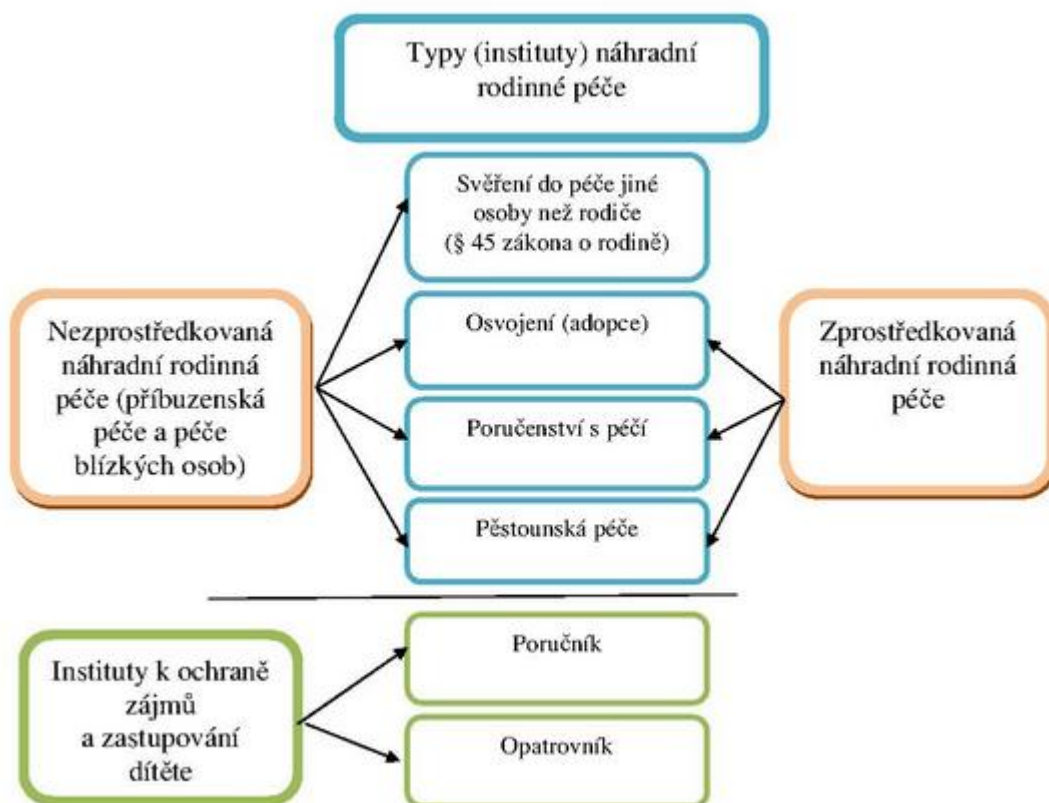 Typy (instituty) náhradní
rodinné péče
Svěření do péče jiné
osoby než rodiče
(§ 45 zákona o rodině)
Nezprostředkovaná
náhradní rodinná
péče (příbuzenská
péče a péče
blízkých osob)
Osvojení (adopce)
Poručenství s péčí
Pěstounská péče
Zprostředkovaná
náhradní rodinná
péče
Instituty k ochraně
zájmů
a zastupování
dítěte
Poručník
Opatrovník